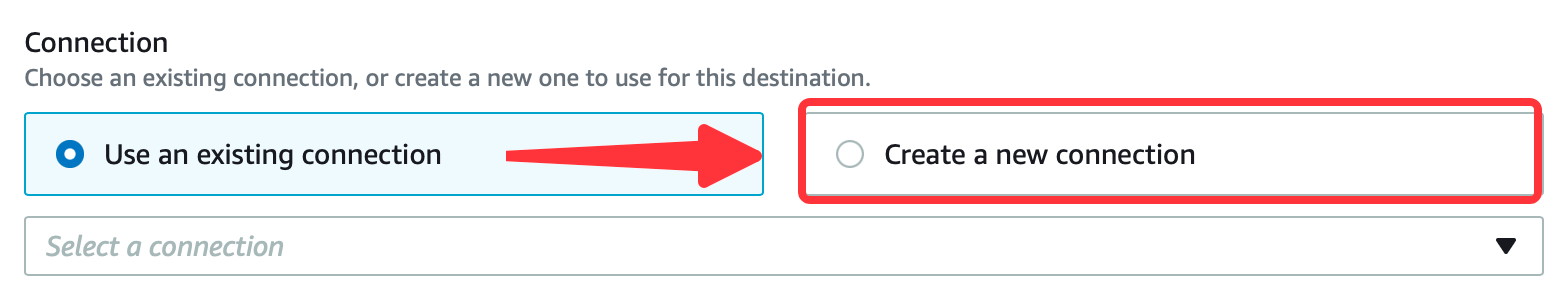 Connection
Choose an existing connection, or create a new one to use for this destination.
Use an existing connection
Create a new connection
Select a connection